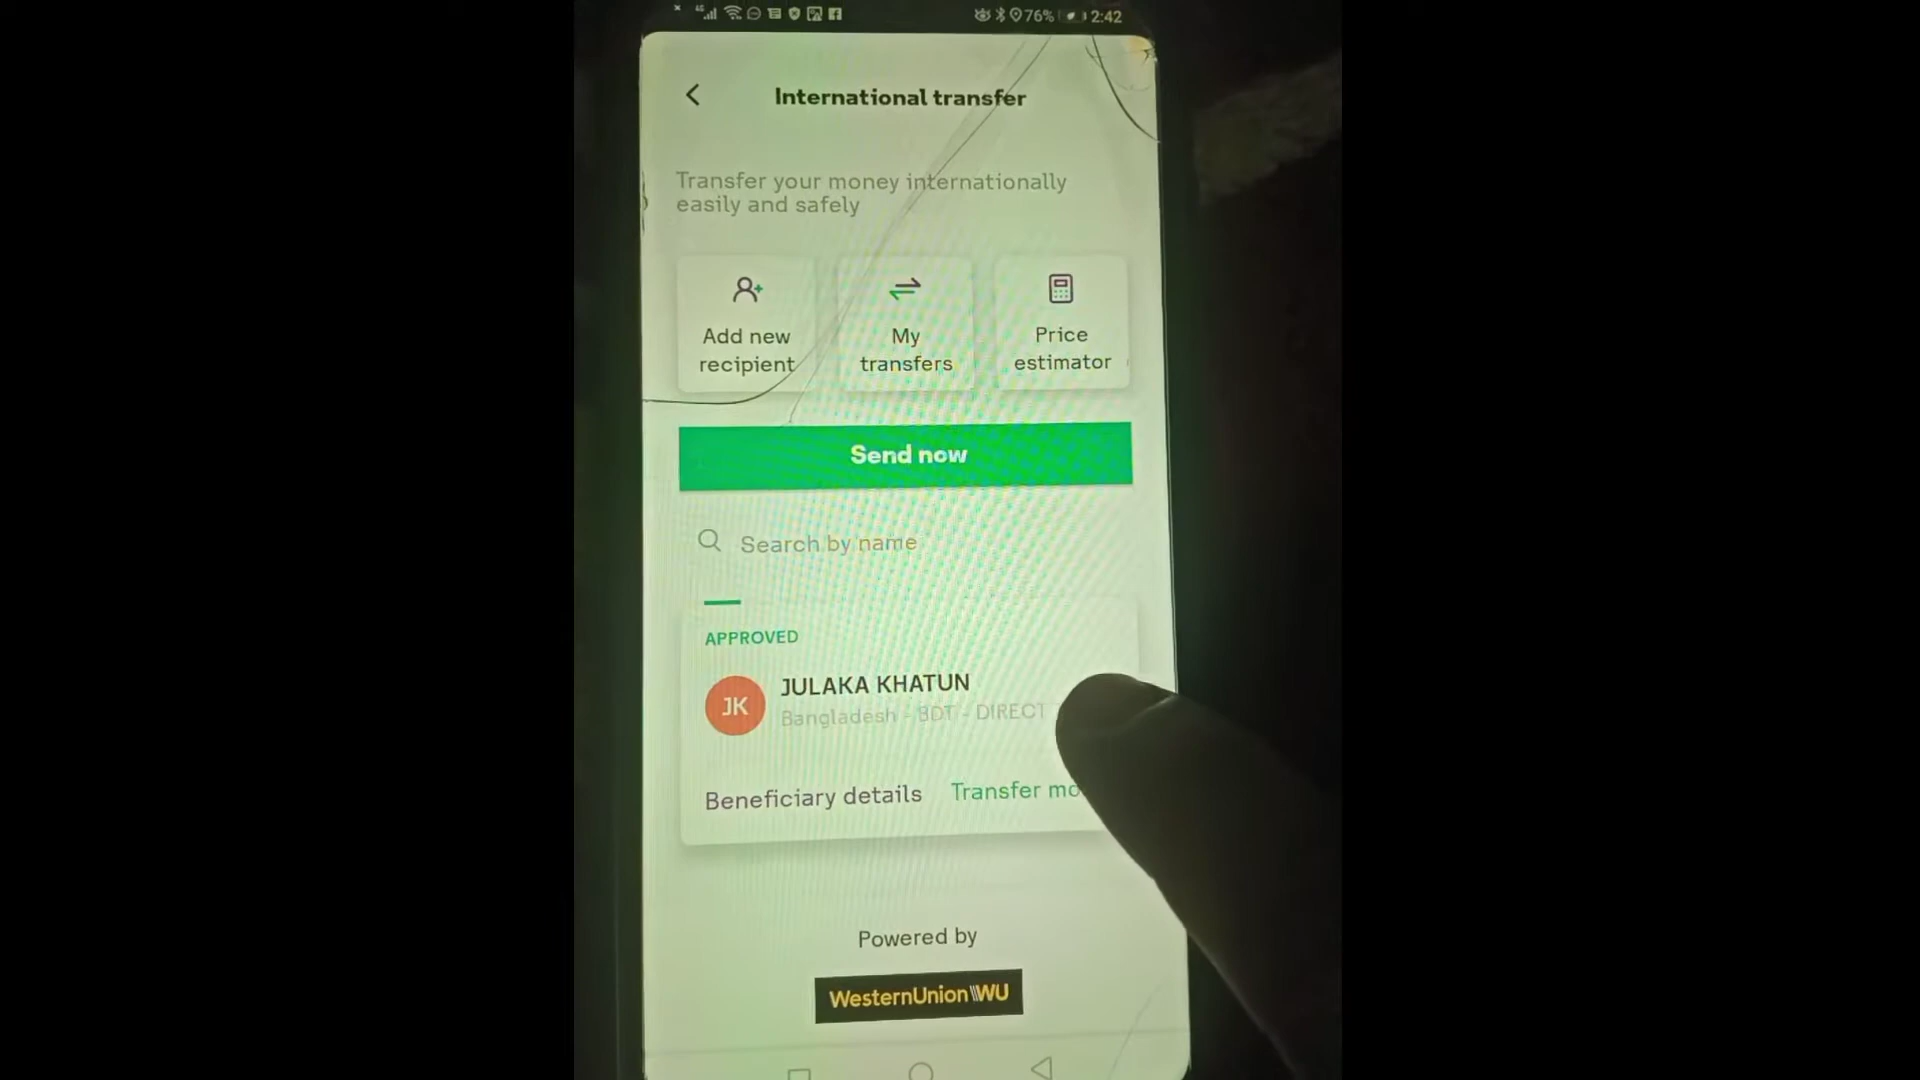 76% 2:42
International transfer
Transfer your money internationally
easily and safely
Add new
recipient
My
transfers
Price
estimator
Send now
Search by name
APPROVED
JK
JULAKA KHATUN
Bangladesh - BDT - DIRECT
Beneficiary details
Transfer
Powered by
WesternUnion WU